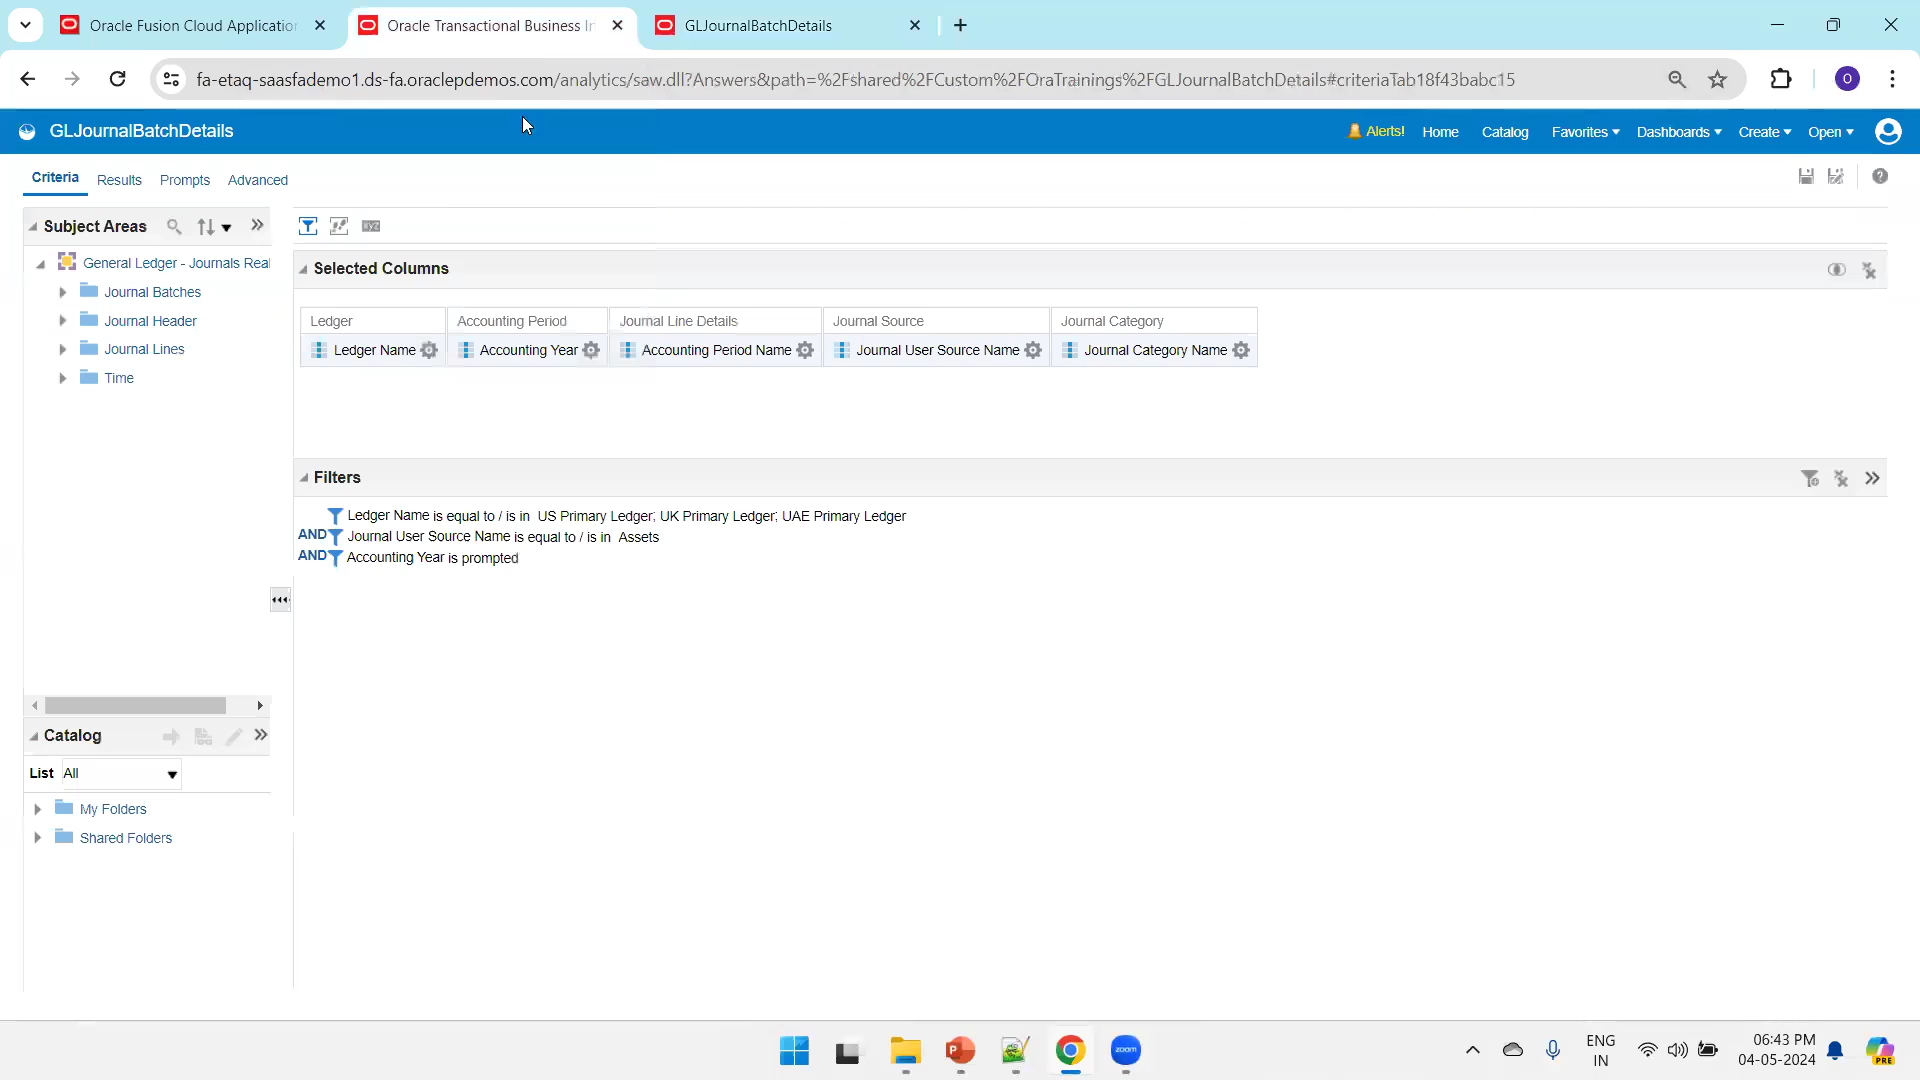 Oracle Fusion Cloud Applicatio
Oracle Transactional Business In
GLJournalBatchDetails
fa-etaq-saasfademo1.ds-fa.oraclepdemos.com/analytics/saw.dll?Answers&path=%2Fshared%2FCustom%2FOraTrainings%2FGLJournalBatchDetails#criteriaTab18f43babc15
O
GLJournalBatchDetails
Alerts! Home Catalog Favorites Dashboards Create Open
Criteria Results Prompts Advanced
Subject Areas
General Ledger - Journals Real
Journal Batches
Journal Header
Journal Lines
Time
Selected Columns
Ledger Accounting Period Journal Line Details Journal Source Journal Category
Ledger Name Accounting Year Accounting Period Name Journal User Source Name Journal Category Name
Filters
Ledger Name is equal to / is in US Primary Ledger; UK Primary Ledger; UAE Primary Ledger
AND Journal User Source Name is equal to / is in Assets
AND Accounting Year is prompted
Catalog
List All
My Folders
Shared Folders
zoom
ENG
IN
06:43 PM
04-05-2024
PRE